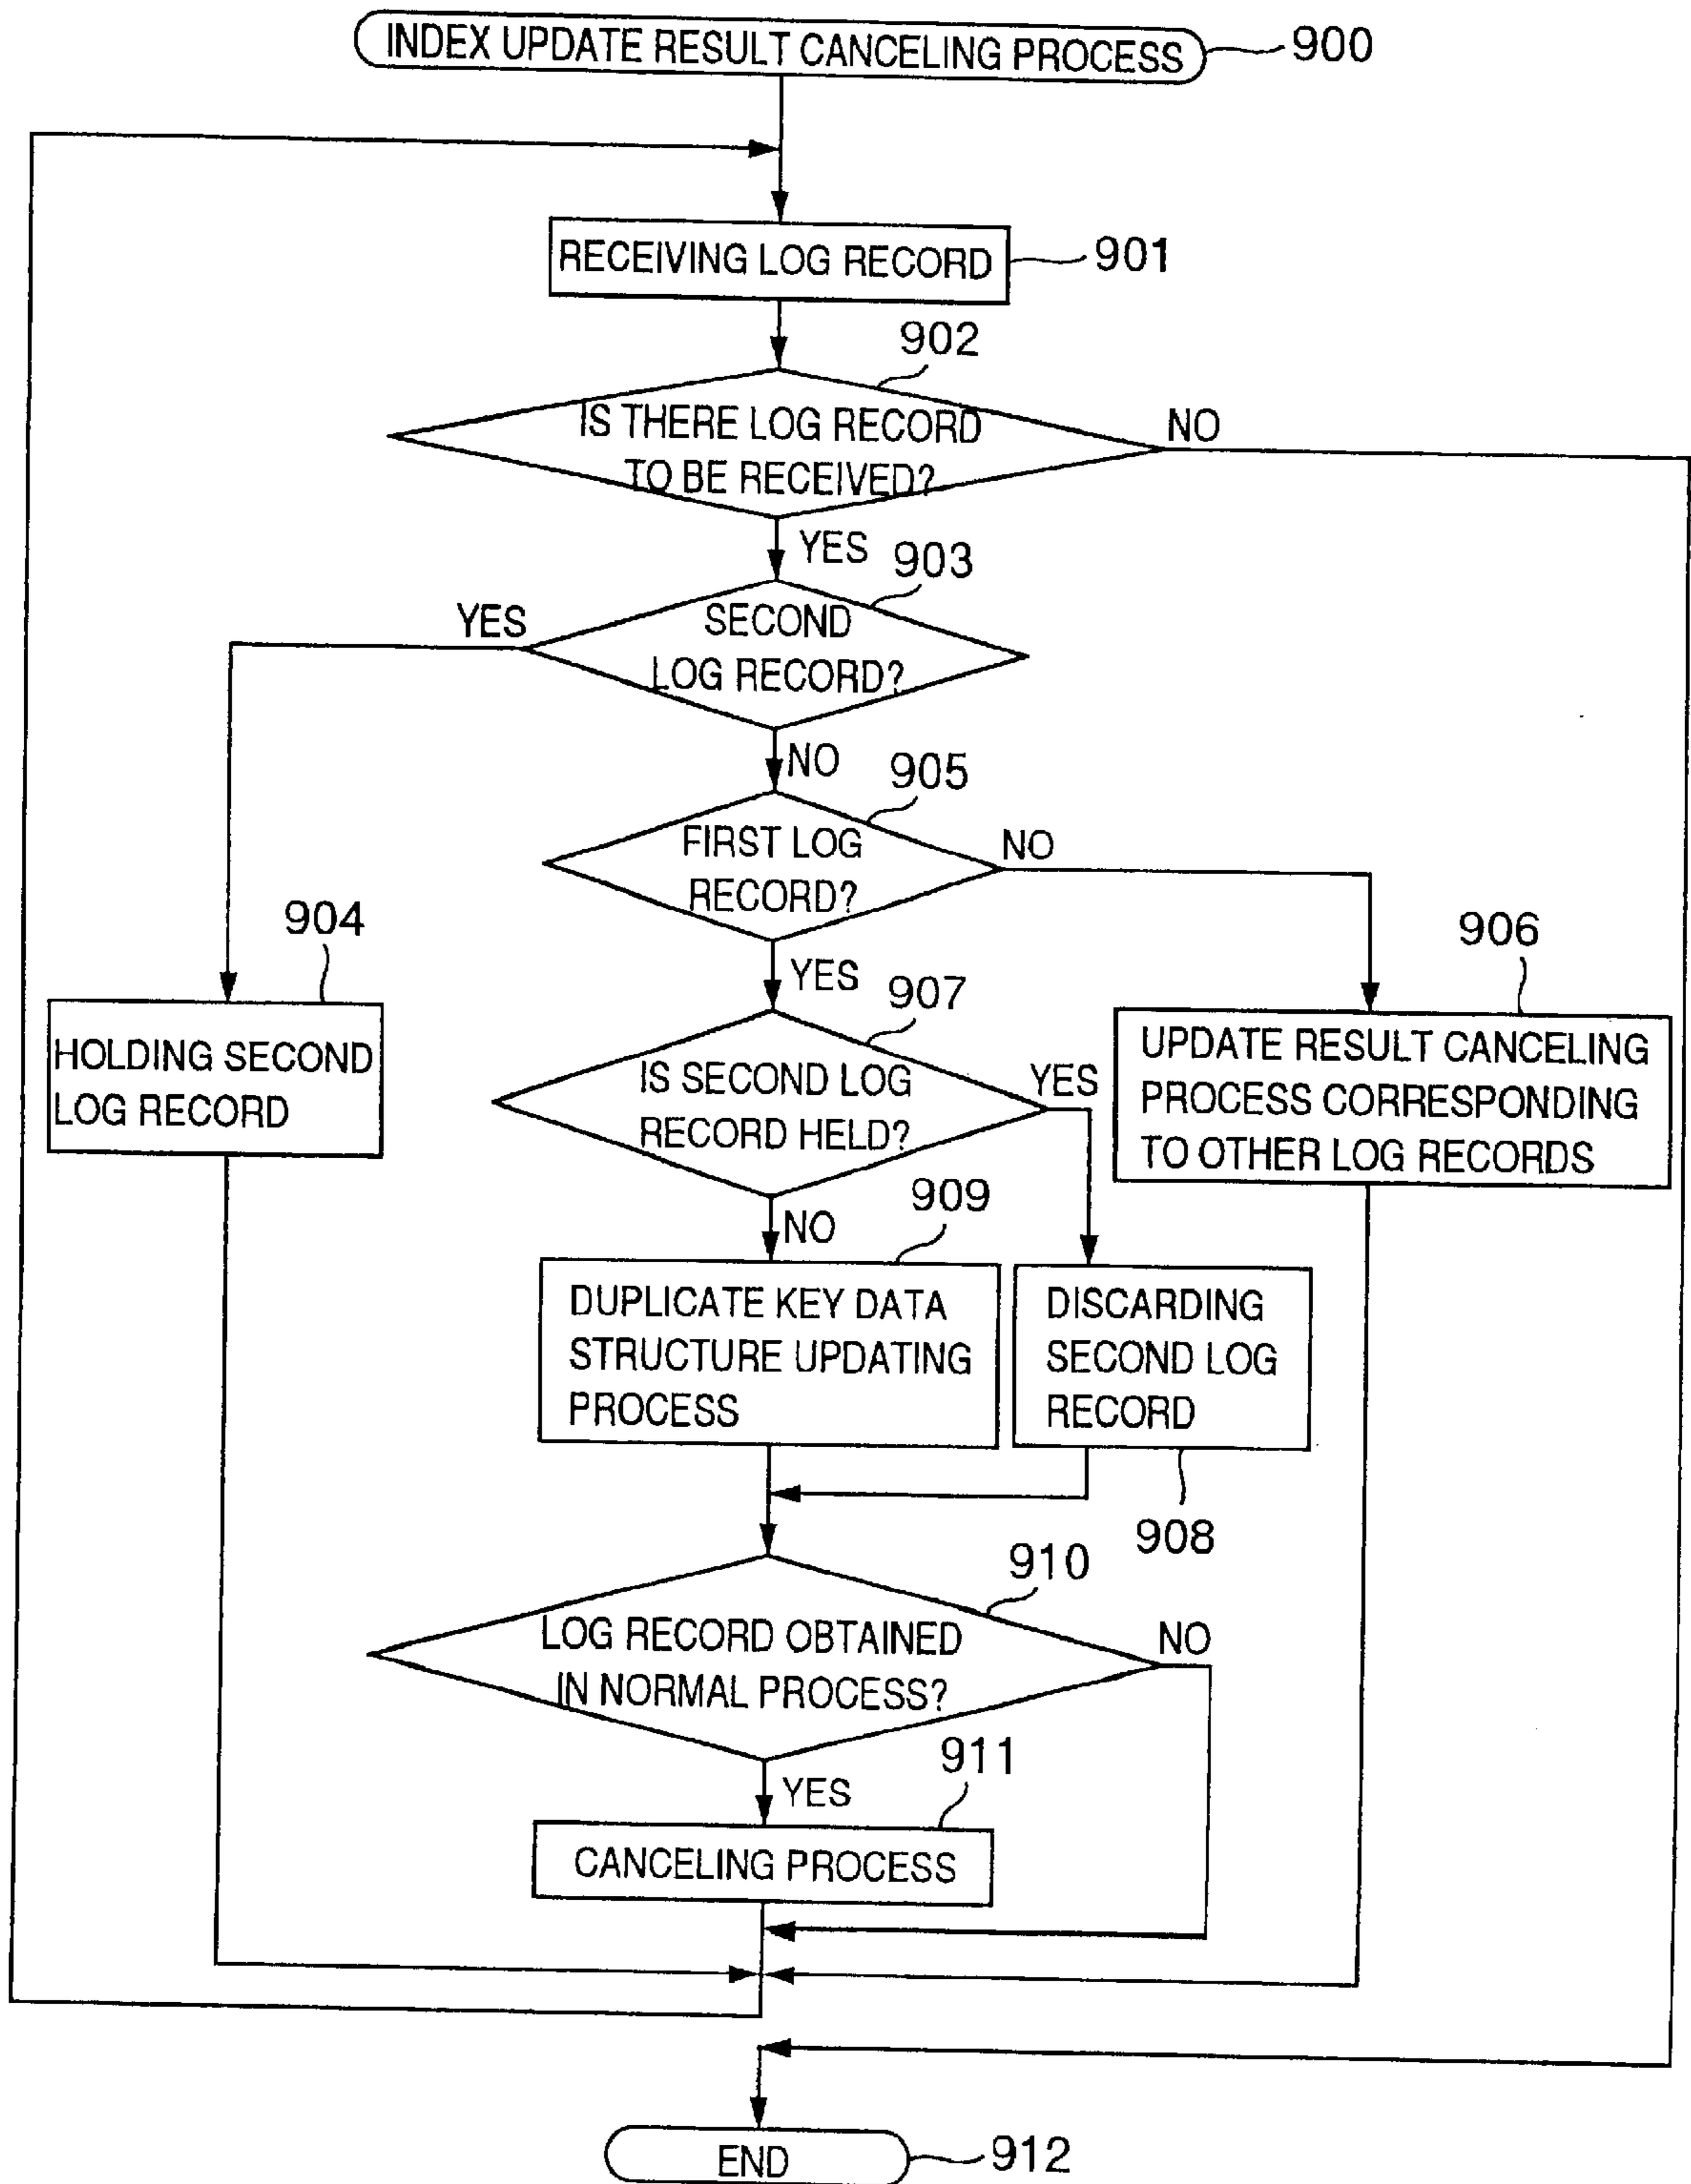 INDEX UPDATE RESULT CANCELING PROCESS
900
RECEIVING LOG RECORD
901
902
IS THERE LOG RECORD
TO BE RECEIVED?
NO
YES
903
SECOND
LOG RECORD?
YES
NO
905
FIRST LOG
RECORD?
NO
904
HOLDING SECOND
LOG RECORD
YES
906
UPDATE RESULT CANCELING
PROCESS CORRESPONDING
TO OTHER LOG RECORDS
907
IS SECOND LOG
RECORD HELD?
YES
NO
909
DUPLICATE KEY DATA
STRUCTURE UPDATING
PROCESS
DISCARDING
SECOND LOG
RECORD
908
910
LOG RECORD OBTAINED
IN NORMAL PROCESS?
NO
YES
911
CANCELING PROCESS
END
912